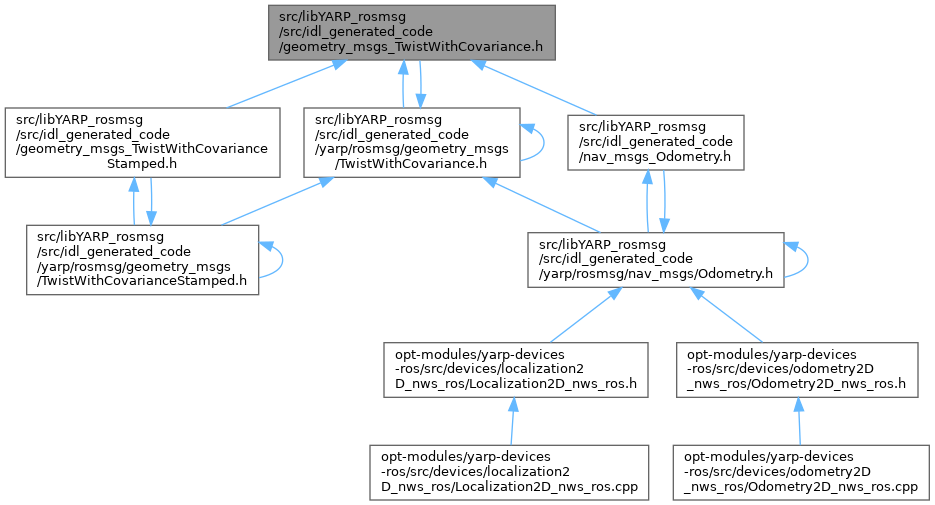 src/libYARP_rosmsg
/src/idl_generated_code
/geometry_msgs_TwistWithCovariance.h
src/libYARP_rosmsg
/src/idl_generated_code
/geometry_msgs_TwistWithCovariance
Stamped.h
src/libYARP_rosmsg
/src/idl_generated_code
/yarp/rosmsg/geometry_msgs
/TwistWithCovariance.h
src/libYARP_rosmsg
/src/idl_generated_code
/nav_msgs_Odometry.h
src/libYARP_rosmsg
/src/idl_generated_code
/yarp/rosmsg/geometry_msgs
/TwistWithCovarianceStamped.h
src/libYARP_rosmsg
/src/idl_generated_code
/yarp/rosmsg/nav_msgs/Odometry.h
opt-modules/yarp-devices
-ros/src/devices/localization2
D_nws_ros/Localization2D_nws_ros.h
opt-modules/yarp-devices
-ros/src/devices/odometry2D
_nws_ros/Odometry2D_nws_ros.h
opt-modules/yarp-devices
-ros/src/devices/localization2
D_nws_ros/Localization2D_nws_ros.cpp
opt-modules/yarp-devices
-ros/src/devices/odometry2D
_nws_ros/Odometry2D_nws_ros.cpp